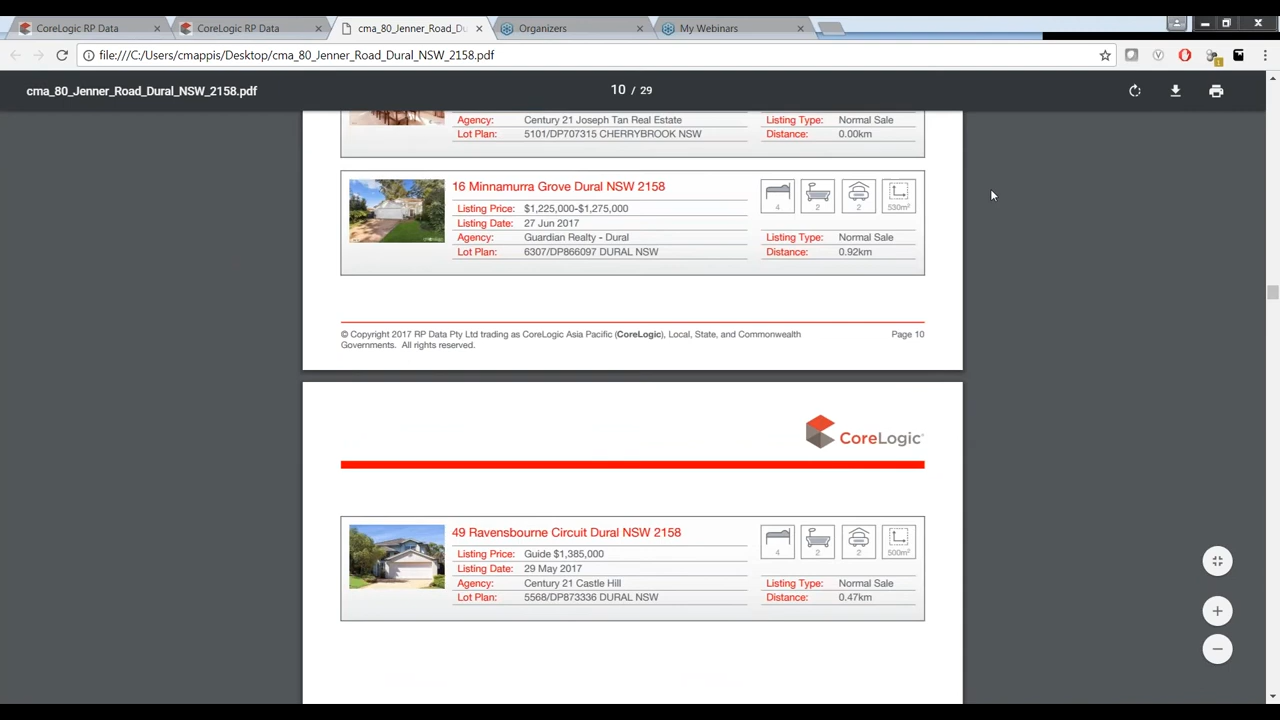 CoreLogic RP Data
CoreLogic RP Data
cma_80_Jenner_Road_Du
Organizers
My Webinars
file:///C:/Users/cmappis/Desktop/cma_80_Jenner_Road_Dural_NSW_2158.pdf
cma_80_Jenner_Road_Dural_NSW_2158.pdf
10 / 29
Agency: Century 21 Joseph Tan Real Estate
Listing Type: Normal Sale
Lot Plan: 5101/DP707315 CHERRYBROOK NSW
Distance: 0.00km
16 Minnamurra Grove Dural NSW 2158
4 2 2 530m²
Listing Price: $1,225,000-$1,275,000
Listing Date: 27 Jun 2017
Agency: Guardian Realty - Dural
Listing Type: Normal Sale
Lot Plan: 6307/DP866097 DURAL NSW
Distance: 0.92km
© Copyright 2017 RP Data Pty Ltd trading as CoreLogic Asia Pacific (CoreLogic), Local, State, and Commonwealth
Governments. All rights reserved.
Page 10
CoreLogic
49 Ravensbourne Circuit Dural NSW 2158
4 2 2 500m²
Listing Price: Guide $1,385,000
Listing Date: 29 May 2017
Agency: Century 21 Castle Hill
Listing Type: Normal Sale
Lot Plan: 5568/DP873336 DURAL NSW
Distance: 0.47km